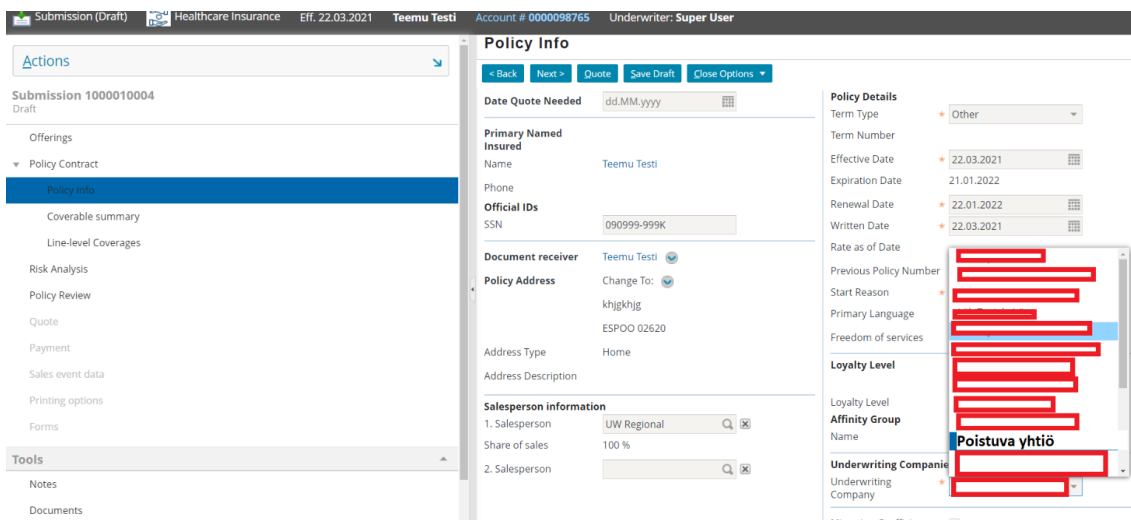 Submission (Draft) Healthcare Insurance Eff. 22.03.2021 Teemu Testi Account # 0000098765 Underwriter: Super User
Actions
Submission 1000010004
Draft
Offerings
Policy Contract
Policy Info
Coverable summary
Line-level Coverages
Risk Analysis
Policy Review
Quote
Payment
Sales event data
Printing options
Forms
Tools
Notes
Documents
Policy Info
< Back Next > Quote Save Draft Close Options
Date Quote Needed dd.MM.yyyy
Primary Named
Insured
Name Teemu Testi
Phone
Official IDs
SSN 090999-999K
Document receiver Teemu Testi
Policy Address Change To:
khjgkhjg
ESPOO 02620
Address Type Home
Address Description
Salesperson information
1. Salesperson UW Regional
Share of sales 100 %
2. Salesperson
Policy Details
Term Type * Other
Term Number
Effective Date * 22.03.2021
Expiration Date 21.01.2022
Renewal Date * 22.01.2022
Written Date * 22.03.2021
Rate as of Date
Previous Policy Number
Start Reason *
Primary Language
Freedom of services
Loyalty Level
Loyalty Level
Affinity Group
Name
Poistuva yhtiö
Underwriting Companie
Underwriting *
Company